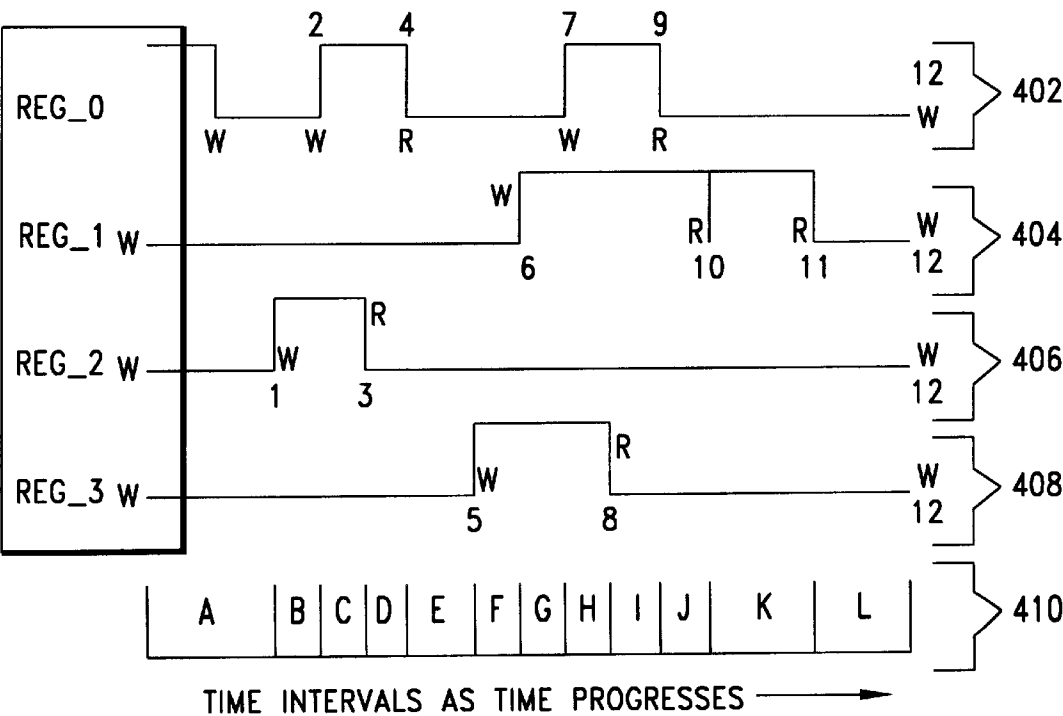 2 4 7 9
REG_0 12 402
W
W W R W R
W
REG_1 W R R W 404
6 10 11 12
R
REG_2 W W W 406
1 3 12
R
REG_3 W W W 408
5 8 12
A B C D E F G H I J K L 410
TIME INTERVALS AS TIME PROGRESSES